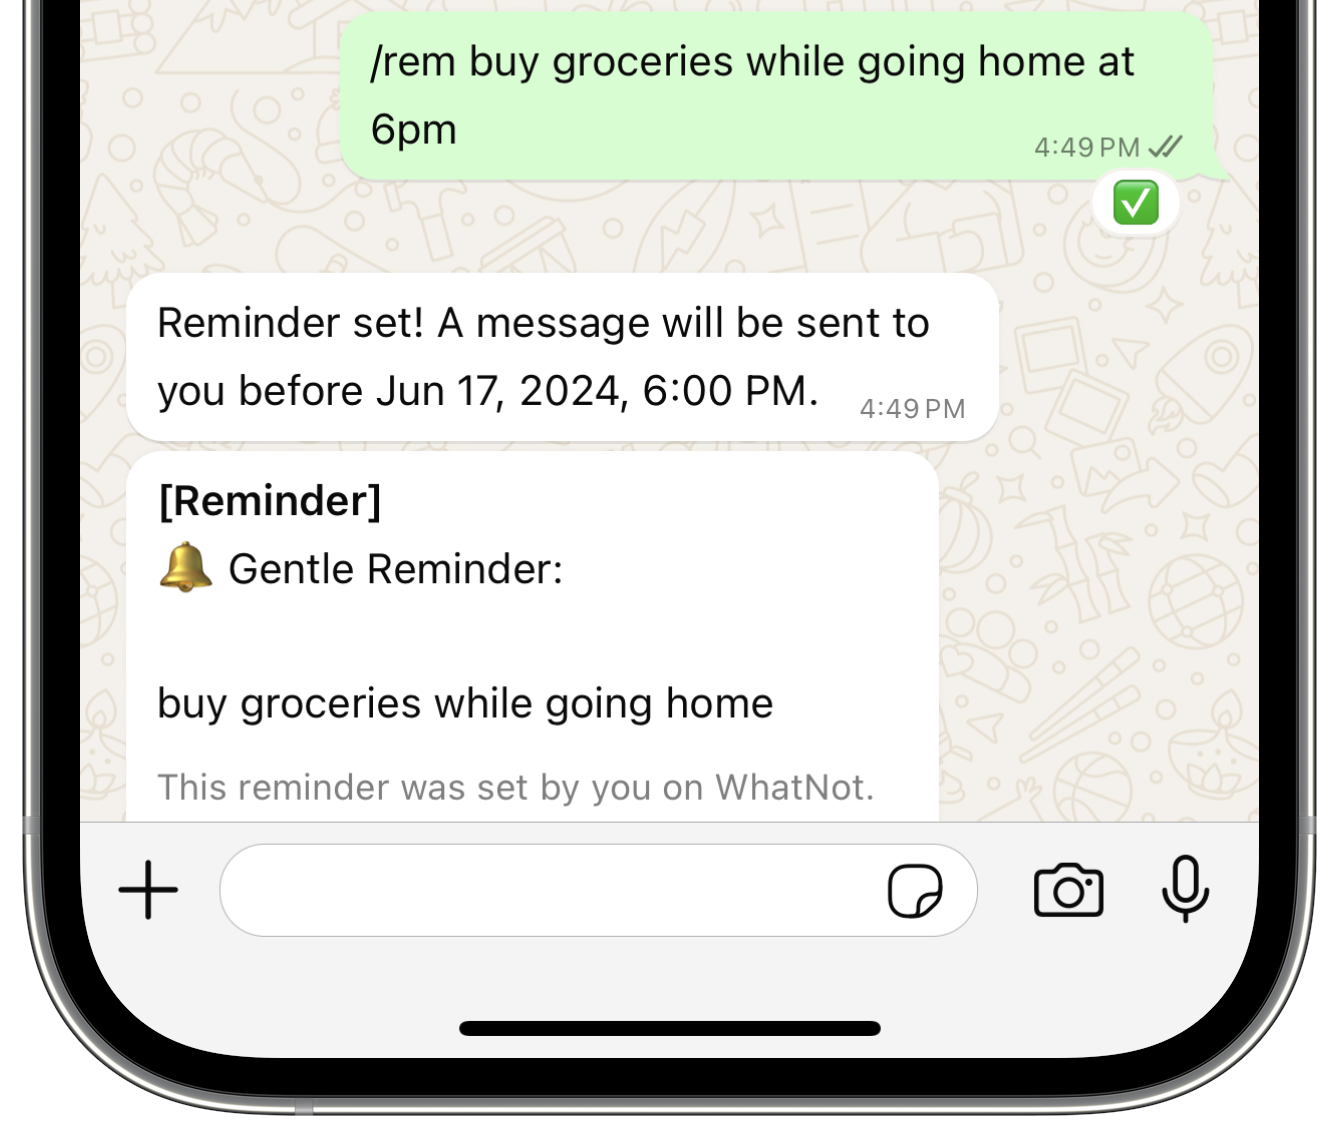 /rem buy groceries while going home at
6pm
4:49 PM
Reminder set! A message will be sent to
you before Jun 17, 2024, 6:00 PM.
4:49 PM
[Reminder]
Gentle Reminder:
buy groceries while going home
This reminder was set by you on WhatNot.